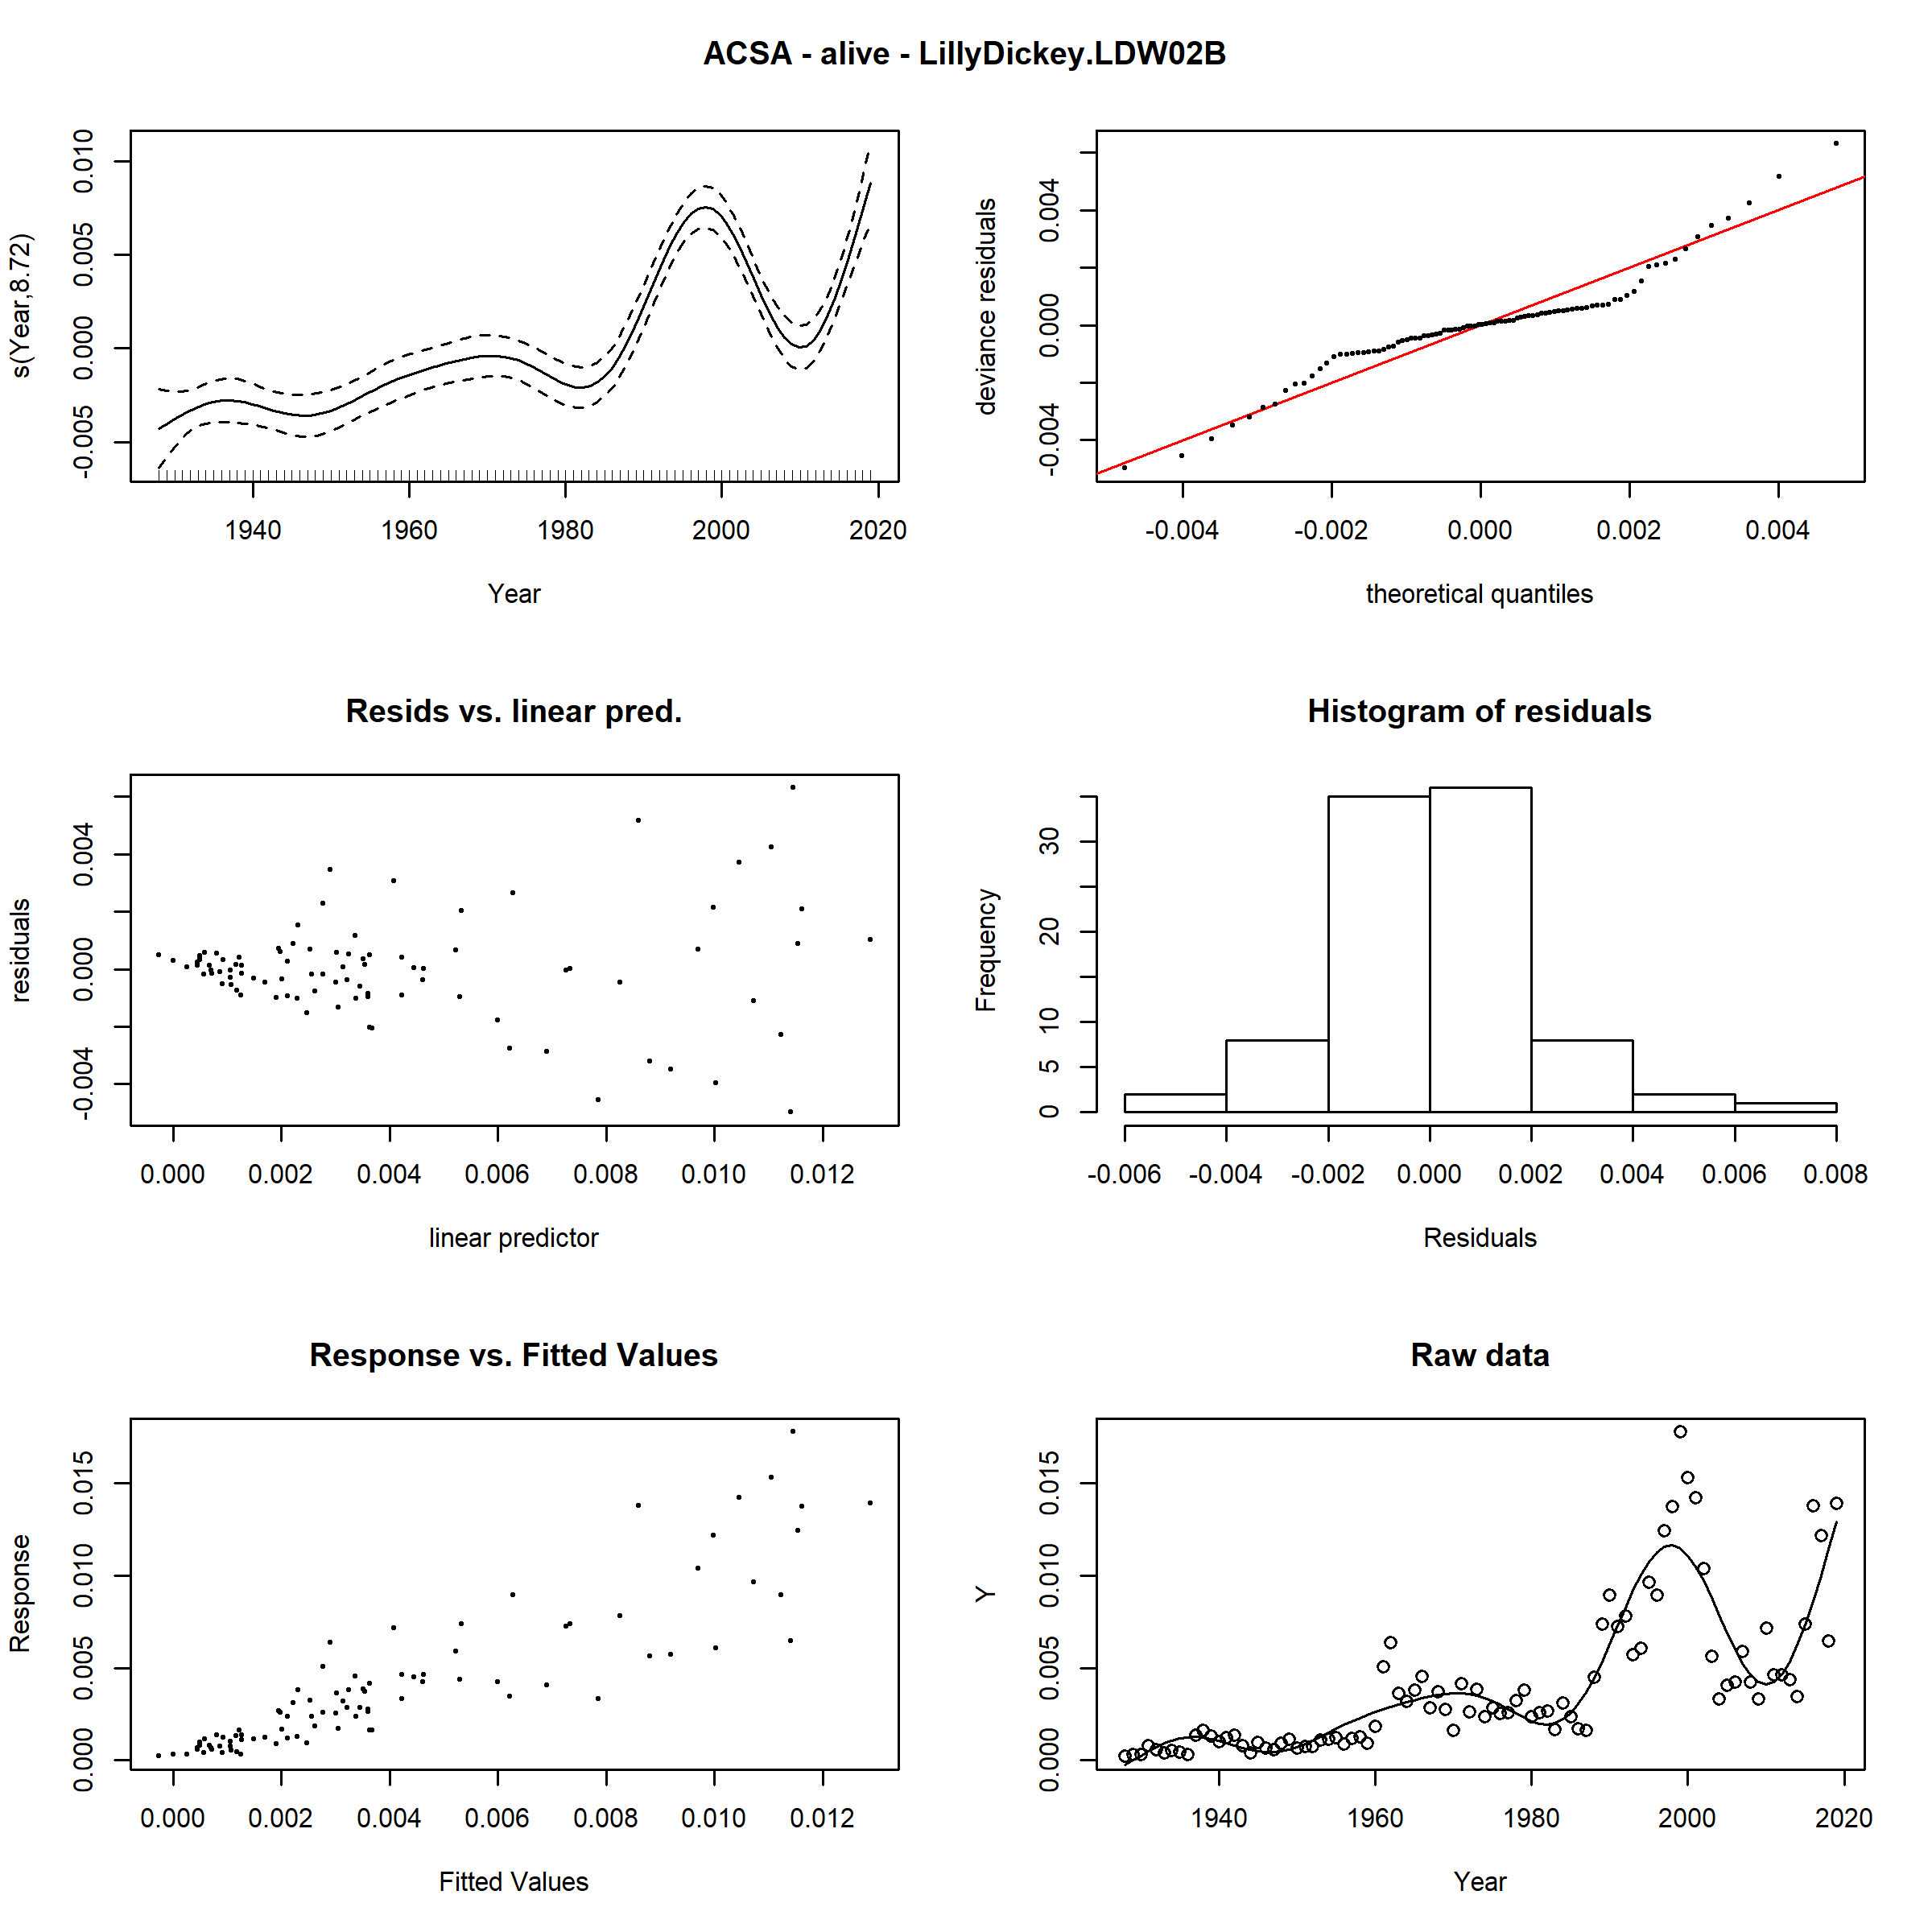 ACSA - alive - LillyDickey.LDW02B
s(Year,8.72)
-0.005 0.000 0.005 0.010
1940 1960 1980 2000 2020
Year
deviance residuals
-0.004 0.000 0.004
-0.004 -0.002 0.000 0.002 0.004
theoretical quantiles
Resids vs. linear pred.
residuals
-0.004 0.000 0.004
0.000 0.002 0.004 0.006 0.008 0.010 0.012
linear predictor
Histogram of residuals
Frequency
0 5 10 20 30
-0.006 -0.004 -0.002 0.000 0.002 0.004 0.006 0.008
Residuals
Response vs. Fitted Values
Response
0.000 0.005 0.010 0.015
0.000 0.002 0.004 0.006 0.008 0.010 0.012
Fitted Values
Raw data
Y
0.000 0.005 0.010 0.015
1940 1960 1980 2000 2020
Year